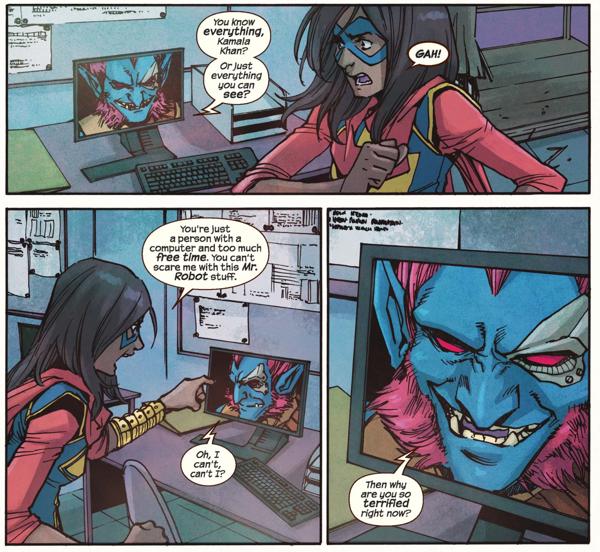 You know
everything,
Kamala
Khan?
Or just
everything
you can
see?
GAH!
You're just
a person with a
computer and too much
free time. You can't
scare me with this Mr.
Robot stuff.
Oh, I
can't,
can't I?
Then why
are you so
terrified
right now?